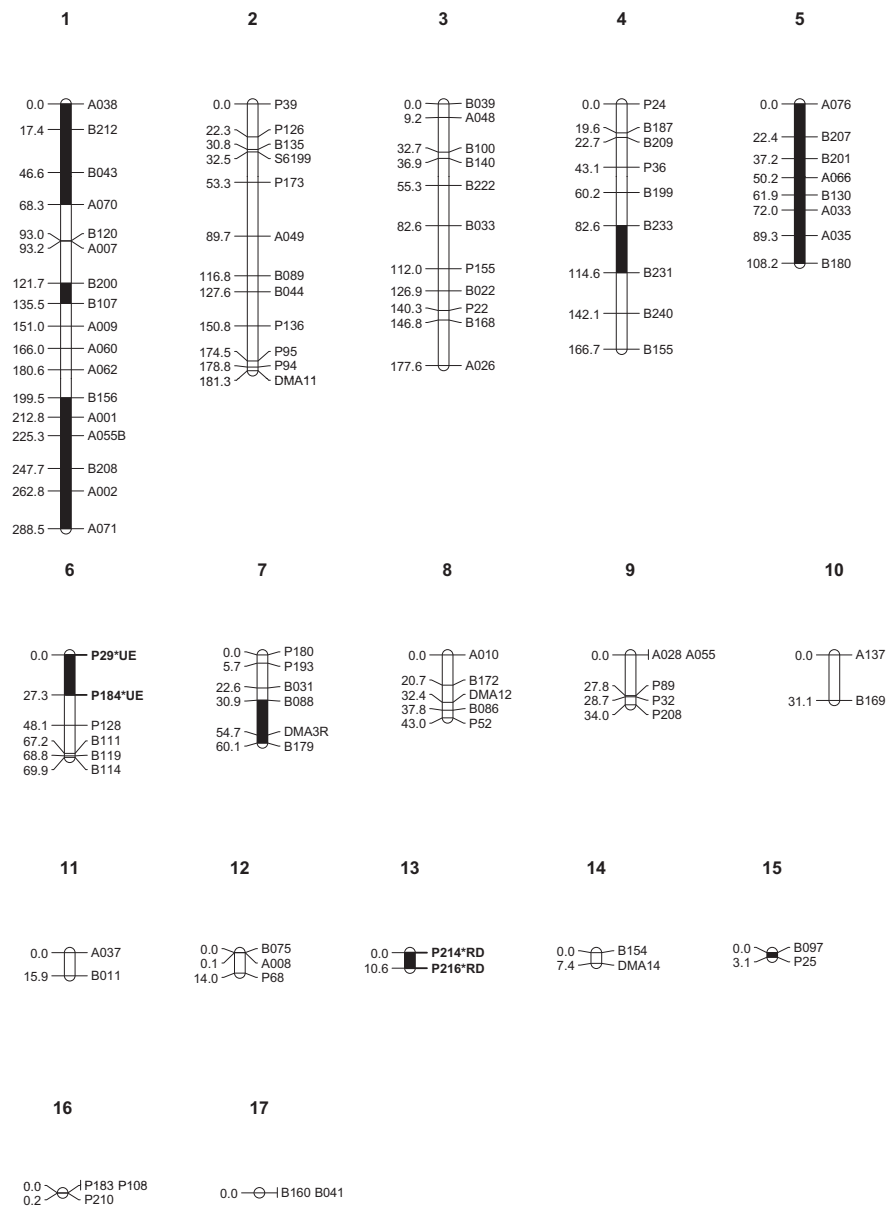 1 2 3 4 5
0.0 A038
17.4 B212
46.6 B043
68.3 A070
93.0 B120
93.2 A007
121.7 B200
135.5 B107
151.0 A009
166.0 A060
180.6 A062
199.5 B156
212.8 A001
225.3 A055B
247.7 B208
262.8 A002
288.5 A071
0.0 P39
22.3 P126
30.8 B135
32.5 S6199
53.3 P173
89.7 A049
116.8 B089
127.6 B044
150.8 P136
174.5 P95
178.8 P94
181.3 DMA11
0.0 B039
9.2 A048
32.7 B100
36.9 B140
55.3 B222
82.6 B033
112.0 P155
126.9 B022
140.3 P22
146.8 B168
177.6 A026
0.0 P24
19.6 B187
22.7 B209
43.1 P36
60.2 B199
82.6 B233
114.6 B231
142.1 B240
166.7 B155
0.0 A076
22.4 B207
37.2 B201
50.2 A066
61.9 B130
72.0 A033
89.3 A035
108.2 B180
6 7 8 9 10
0.0 P29*UE
27.3 P184*UE
48.1 P128
67.2 B111
68.8 B119
69.9 B114
0.0 P180
5.7 P193
22.6 B031
30.9 B088
54.7 DMA3R
60.1 B179
0.0 A010
20.7 B172
32.4 DMA12
37.8 B086
43.0 P52
0.0 A028 A055
27.8 P89
28.7 P32
34.0 P208
0.0 A137
31.1 B169
11 12 13 14 15
0.0 A037
15.9 B011
0.0 B075
0.1 A008
14.0 P68
0.0 P214*RD
10.6 P216*RD
0.0 B154
7.4 DMA14
0.0 B097
3.1 P25
16 17
0.0 P183 P108
0.2 P210
0.0 B160 B041